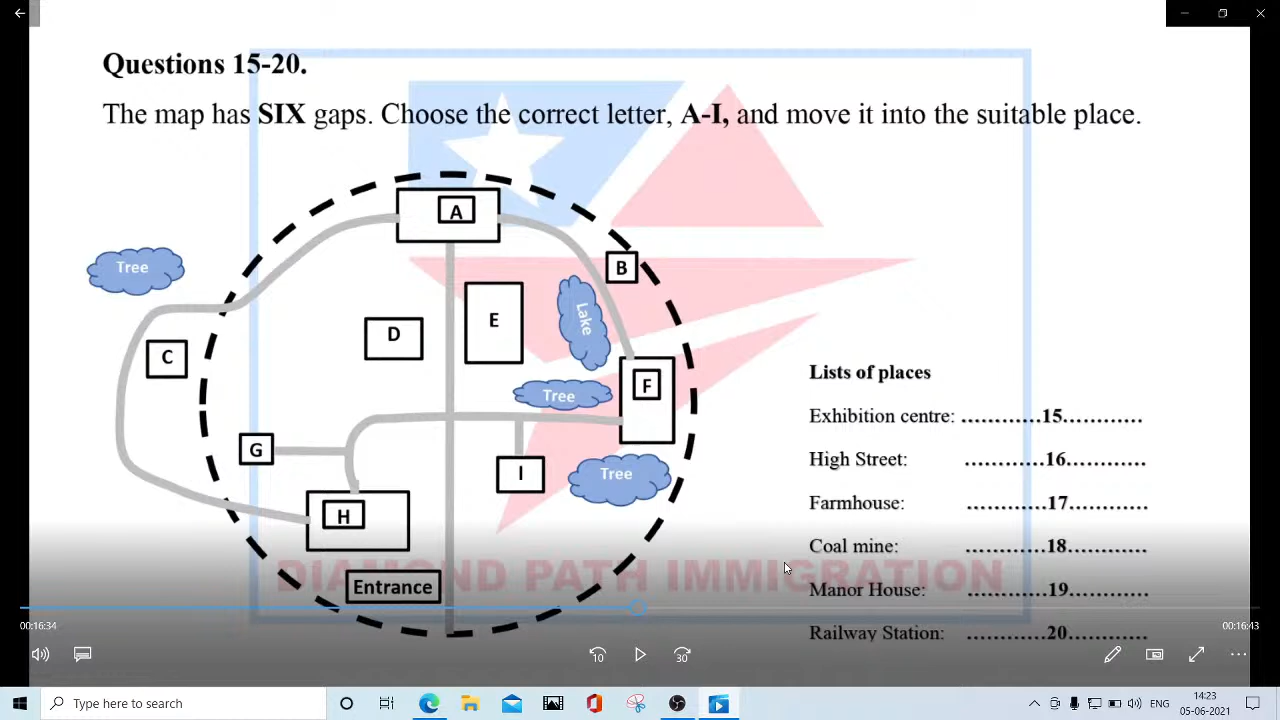 Questions 15-20.
The map has SIX gaps. Choose the correct letter, A-I, and move it into the suitable place.
A
Tree
B
Lake
E
D
C
F
Tree
G
I
Tree
H
Entrance
Lists of places
Exhibition centre: ............15............
High Street: ............16............
Farmhouse: ............17............
Coal mine: ............18............
Manor House: ............19............
Railway Station: ............20............
DIAMOND PATH IMMIGRATION
00:16:34
00:16:43
10
30
Type here to search
ENG
14:23
05-06-2021